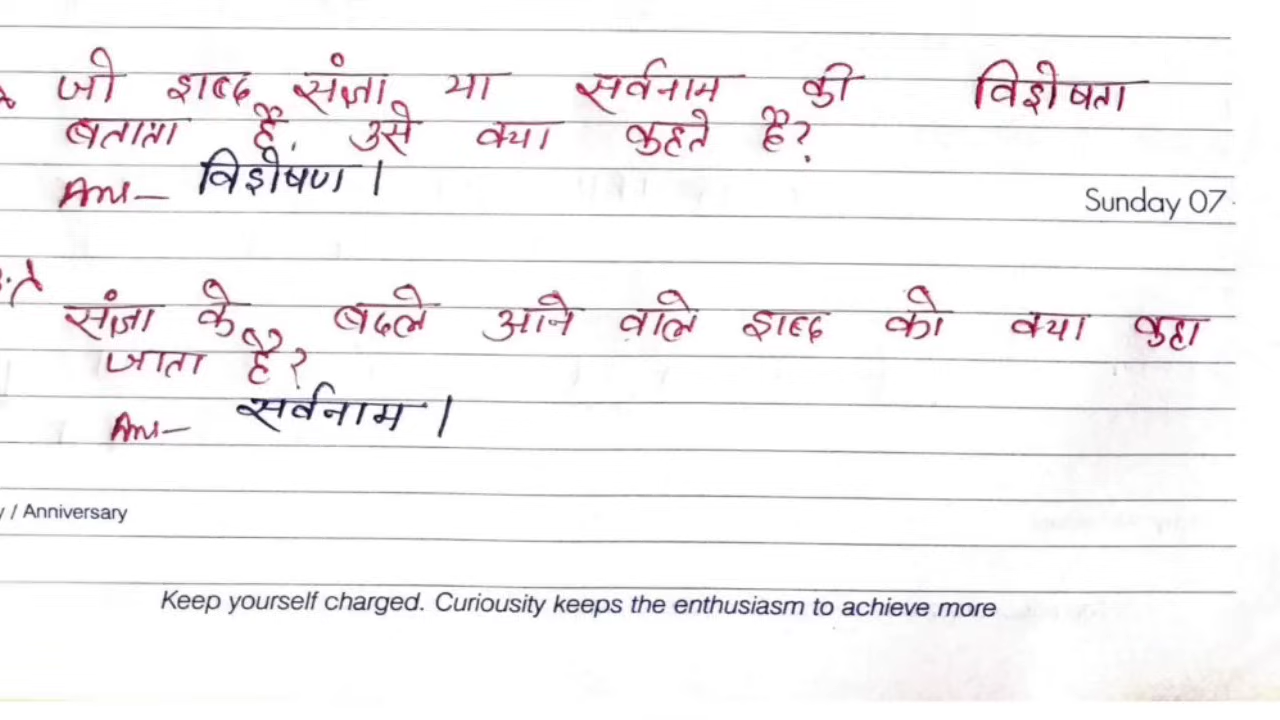 जो शब्द संज्ञा या सर्वनाम की विशेषता
बताता है, उसे क्या कहते है?
Ans- विशेषण ।
Sunday 07
संज्ञा के बदले आने वाले शब्द को क्या कहा
जाता है?
Ans- सर्वनाम ।
/ Anniversary
Keep yourself charged. Curiousity keeps the enthusiasm to achieve more